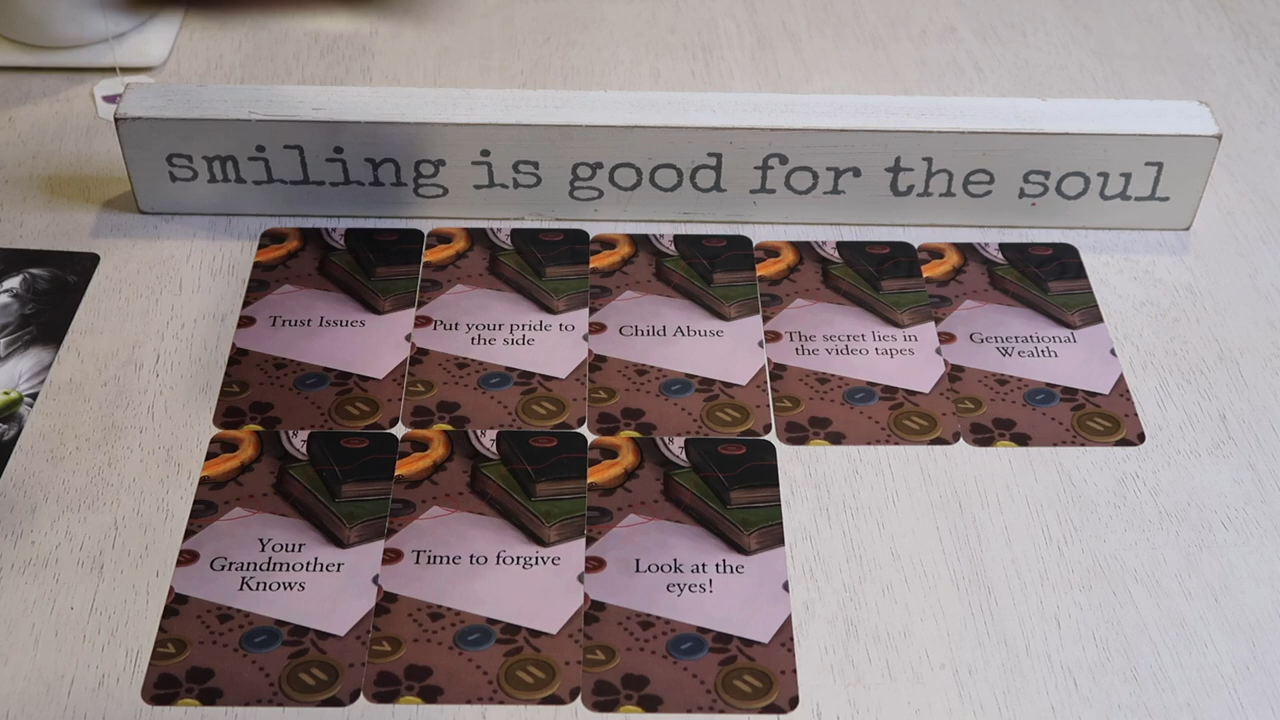 smiling is good for the soul
Trust Issues
Put your pride to
the side
Child Abuse
The secret lies in
the video tapes
Generational
Wealth
Your
Grandmother
Knows
Time to forgive
Look at the
eyes!